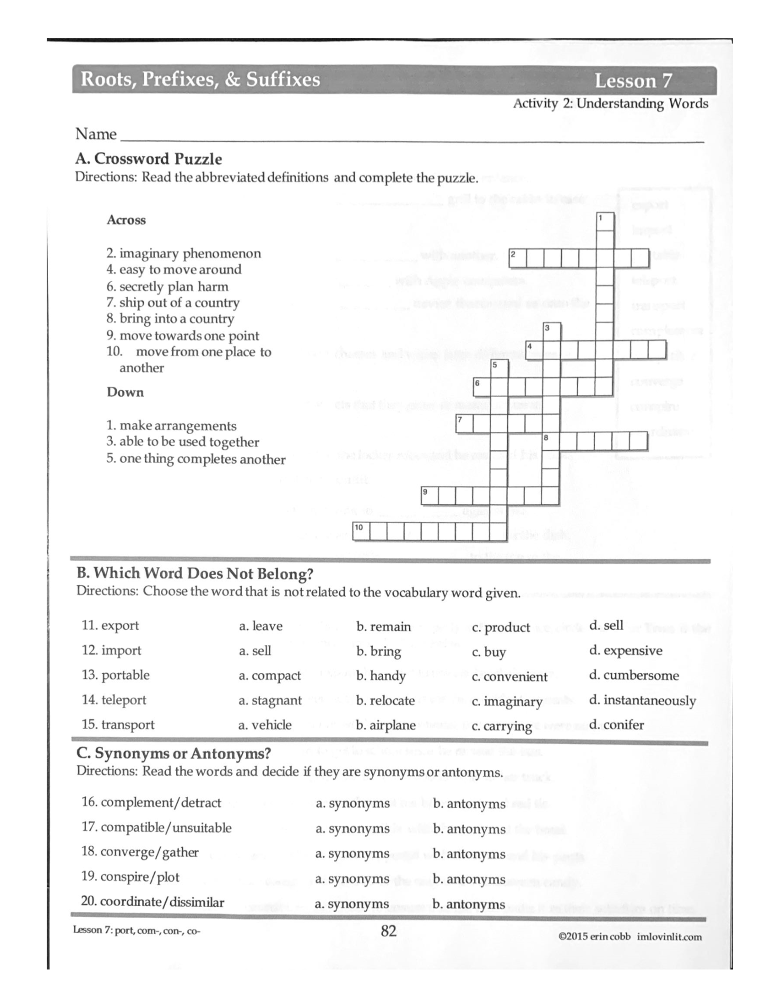 Roots, Prefixes, & Suffixes Lesson 7
Activity 2: Understanding Words
Name
A. Crossword Puzzle
Directions: Read the abbreviated definitions and complete the puzzle.
Across
2. imaginary phenomenon
4. easy to move around
6. secretly plan harm
7. ship out of a country
8. bring into a country
9. move towards one point
10. move from one place to
another
Down
1. make arrangements
3. able to be used together
5. one thing completes another
1
2
3
4
5
6
7
8
9
10
B. Which Word Does Not Belong?
Directions: Choose the word that is not related to the vocabulary word given.
11. export a. leave b. remain c. product d. sell
12. import a. sell b. bring c. buy d. expensive
13. portable a. compact b. handy c. convenient d. cumbersome
14. teleport a. stagnant b. relocate c. imaginary d. instantaneously
15. transport a. vehicle b. airplane c. carrying d. conifer
C. Synonyms or Antonyms?
Directions: Read the words and decide if they are synonyms or antonyms.
16. complement/detract a. synonyms b. antonyms
17. compatible/unsuitable a. synonyms b. antonyms
18. converge/gather a. synonyms b. antonyms
19. conspire/plot a. synonyms b. antonyms
20. coordinate/dissimilar a. synonyms b. antonyms
Lesson 7: port, com-, con-, co- 82 ©2015 erin cobb imlovinlit.com